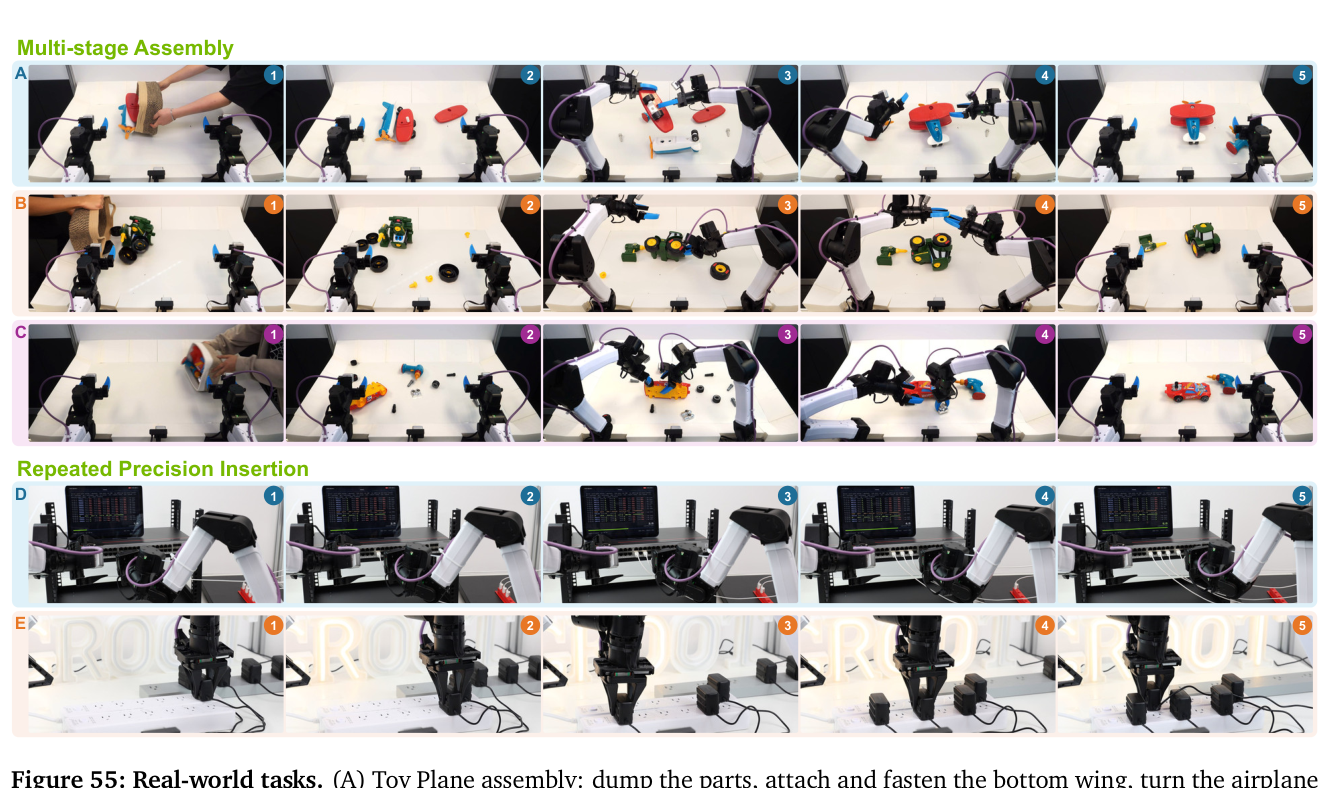 Multi-stage Assembly
A 1 2 3 4 5
B 1 2 3 4 5
C 1 2 3 4 5
Repeated Precision Insertion
D 1 2 3 4 5
E 1 2 3 4 5
Figure 55: Real-world tasks. (A) Toy Plane assembly: dump the parts, attach and fasten the bottom wing, turn the airplane